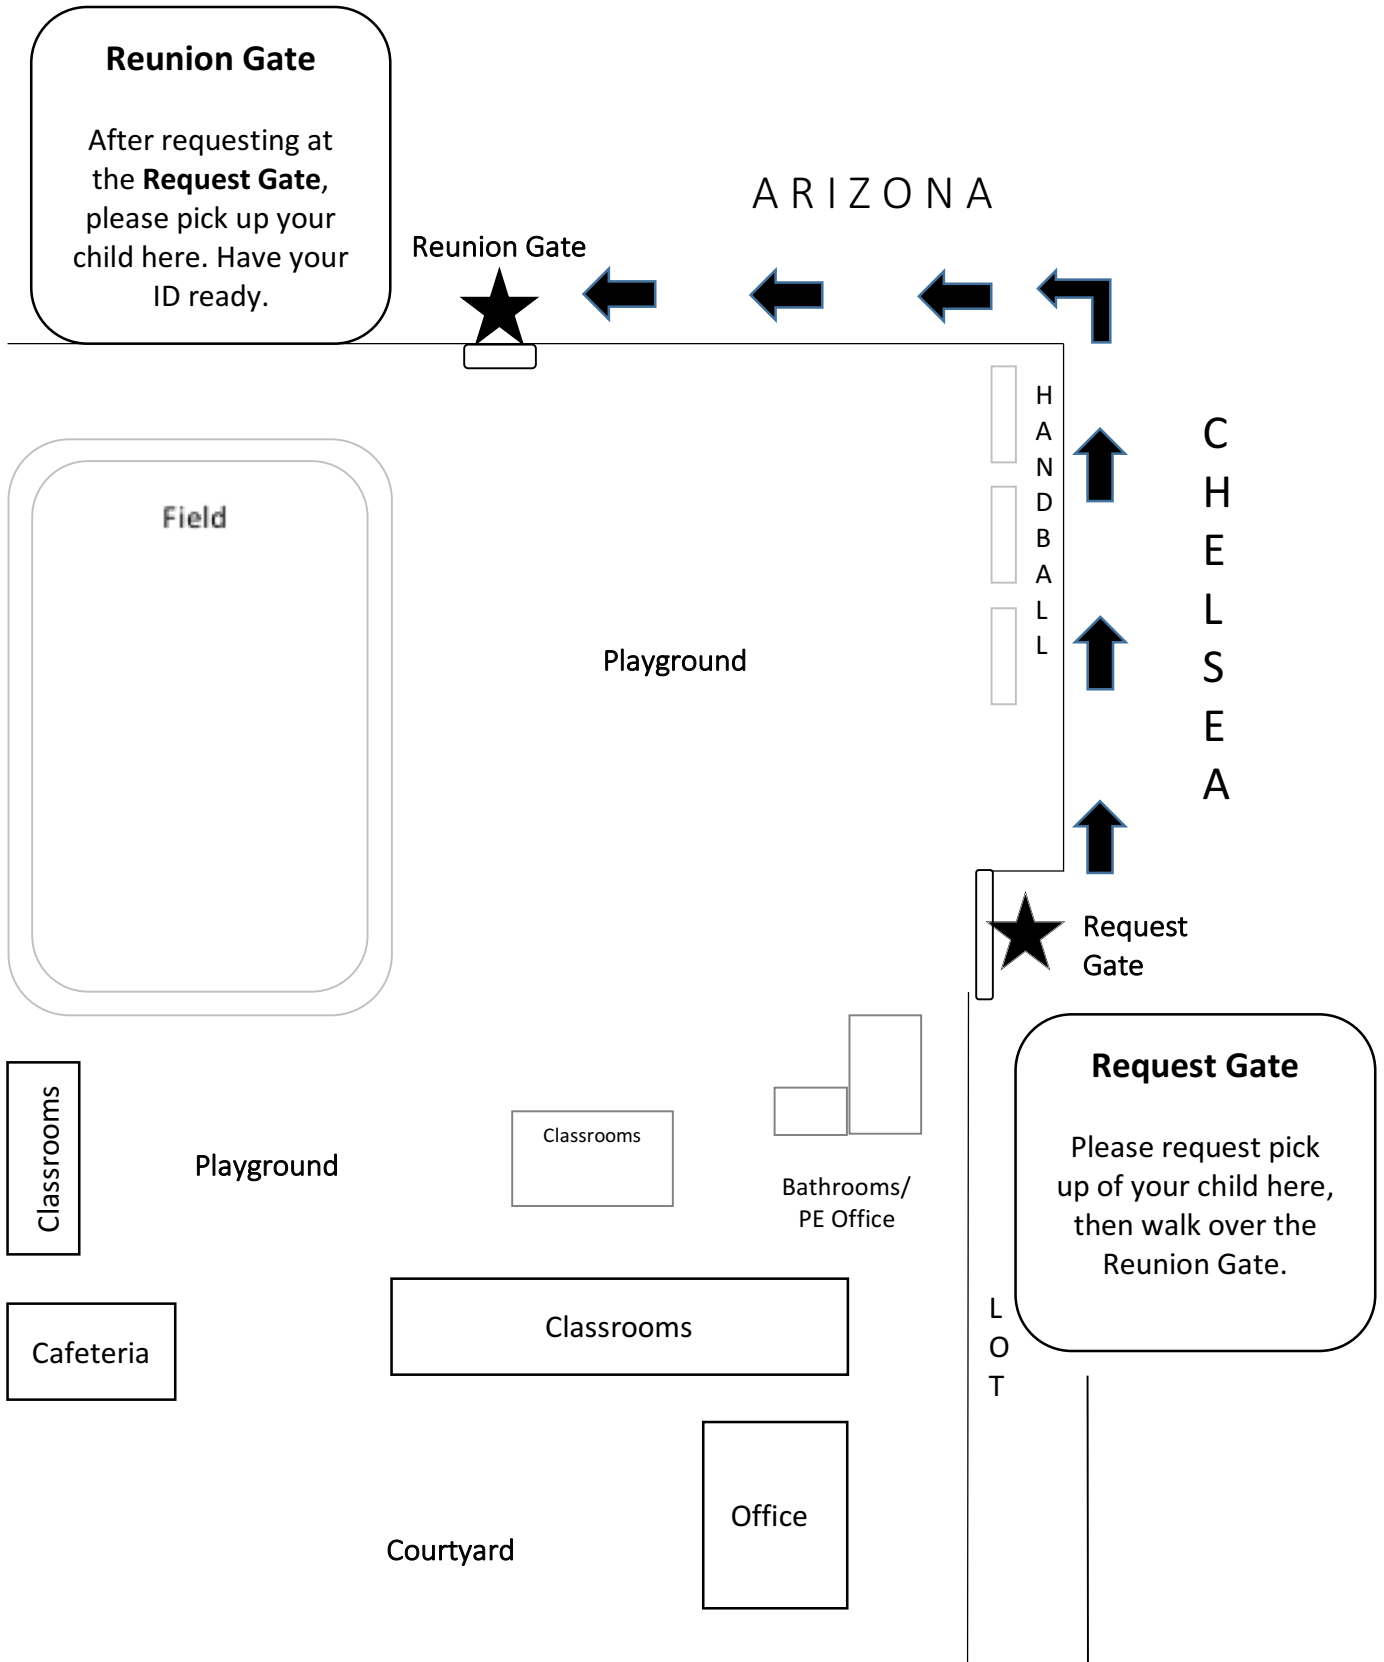 Reunion Gate
After requesting at
the Request Gate,
please pick up your
child here. Have your
ID ready.
ARIZONA
Reunion Gate
HANDBALL
CHELSEA
Field
Playground
Request
Gate
Request Gate
Please request pick
up of your child here,
then walk over the
Reunion Gate.
Classrooms
Playground
Classrooms
Bathrooms/
PE Office
Classrooms
Cafeteria
LOT
Office
Courtyard